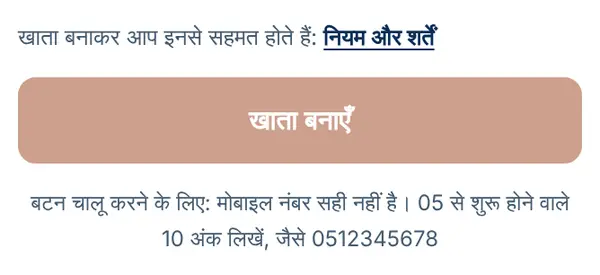 खाता बनाकर आप इनसे सहमत होते हैं: नियम और शर्तें
खाता बनाएँ
बटन चालू करने के लिए: मोबाइल नंबर सही नहीं है। 05 से शुरू होने वाले
10 अंक लिखें, जैसे 0512345678